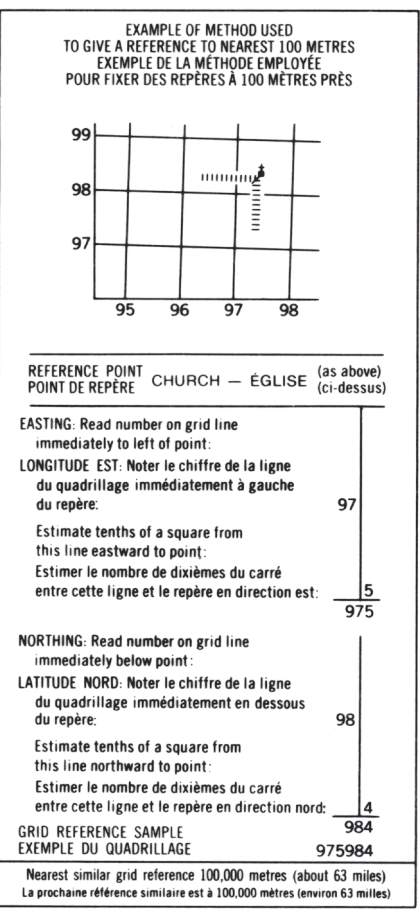 EXAMPLE OF METHOD USED
TO GIVE A REFERENCE TO NEAREST 100 METRES
EXEMPLE DE LA MÉTHODE EMPLOYÉE
POUR FIXER DES REPÈRES À 100 MÈTRES PRÈS
99
98
97
95 96 97 98
REFERENCE POINT
POINT DE REPÈRE
CHURCH — ÉGLISE
(as above)
(ci-dessus)
EASTING: Read number on grid line
immediately to left of point:
LONGITUDE EST: Noter le chiffre de la ligne
du quadrillage immédiatement à gauche
du repère: 97
Estimate tenths of a square from
this line eastward to point:
Estimer le nombre de dixièmes du carré
entre cette ligne et le repère en direction est: 5
975
NORTHING: Read number on grid line
immediately below point:
LATITUDE NORD: Noter le chiffre de la ligne
du quadrillage immédiatement en dessous
du repère: 98
Estimate tenths of a square from
this line northward to point:
Estimer le nombre de dixièmes du carré
entre cette ligne et le repère en direction nord: 4
GRID REFERENCE SAMPLE 984
EXEMPLE DU QUADRILLAGE 975984
Nearest similar grid reference 100,000 metres (about 63 miles)
La prochaine référence similaire est à 100,000 mètres (environ 63 milles)